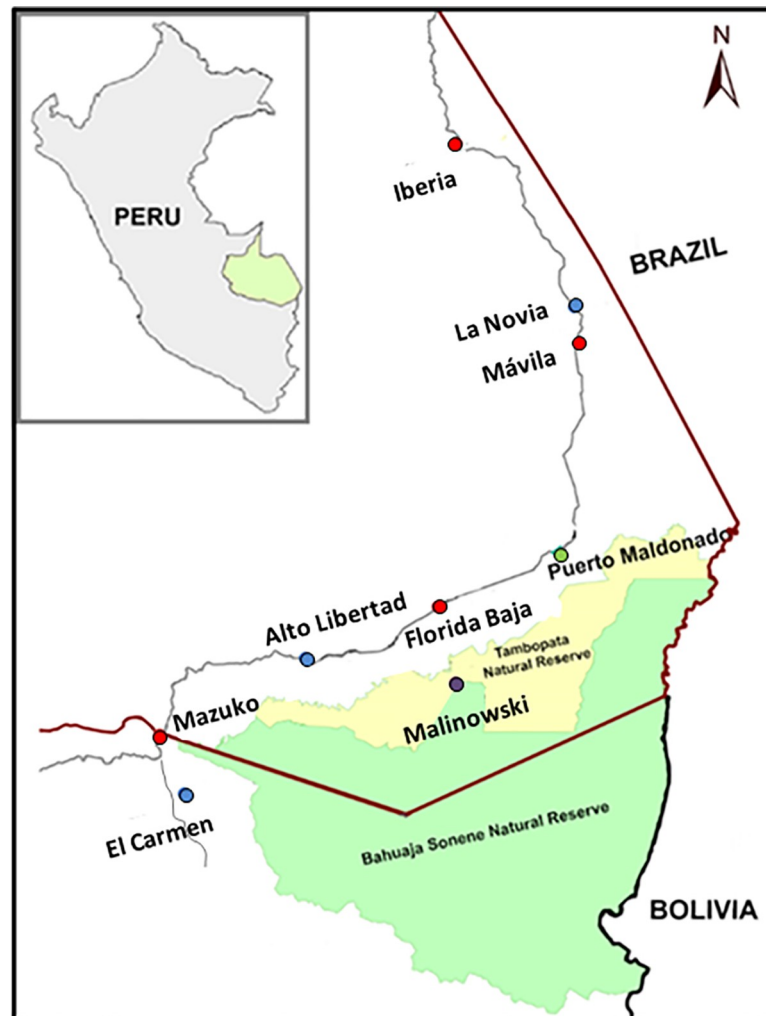 N
PERU
Iberia
BRAZIL
La Novia
Mávila
Puerto Maldonado
Alto Libertad
Florida Baja
Tambopata
Natural Reserve
Mazuko
Malinowski
El Carmen
Bahuaja Sonene Natural Reserve
BOLIVIA